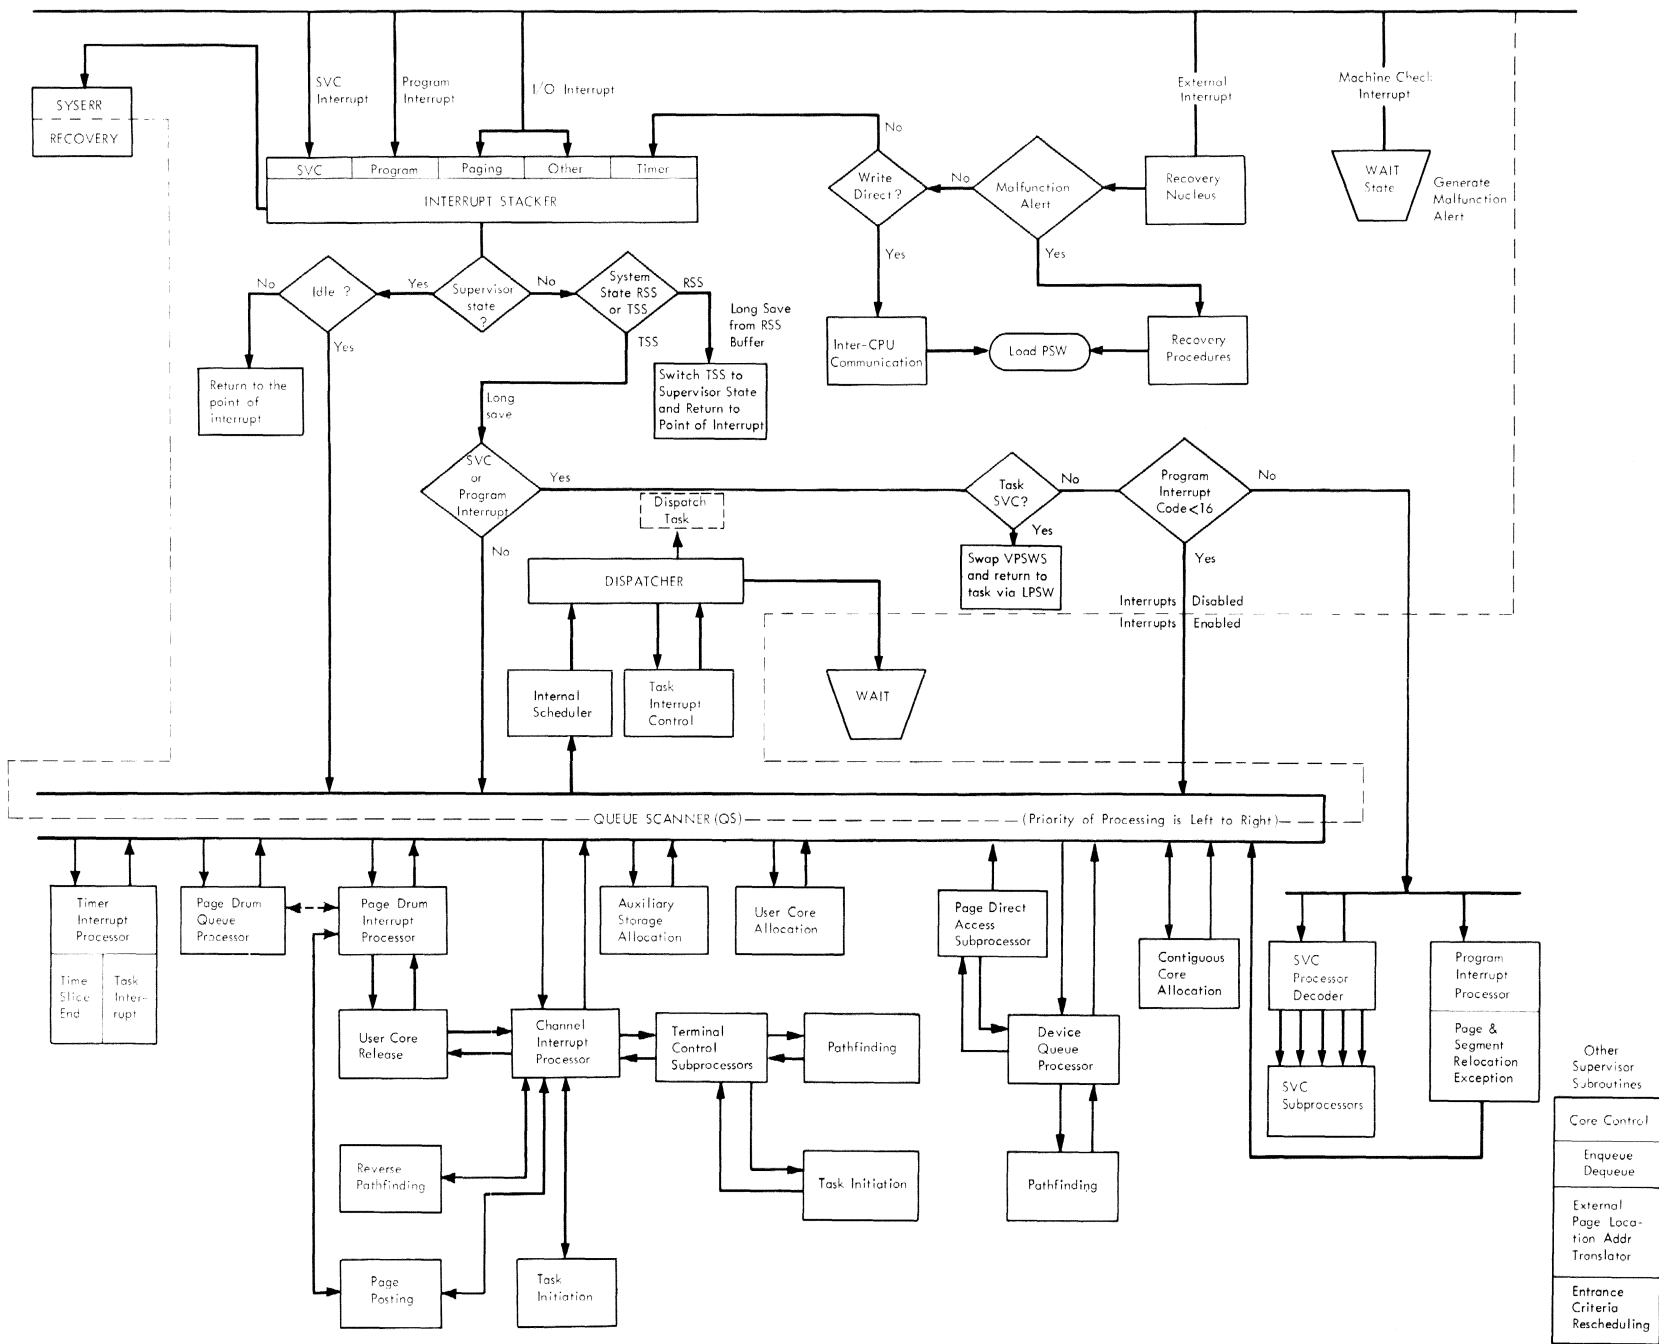 SVC
Interrupt
Program
Interrupt
I/O Interrupt
External
Interrupt
Machine Check
Interrupt
SYSERR
RECOVERY
SVC
Program
Paging
Other
Timer
INTERRUPT STACKER
No
Write
Direct?
No
Malfunction
Alert
Recovery
Nucleus
WAIT
State
Generate
Malfunction
Alert
Yes
Yes
No
Idle ?
Yes
Supervisor
state
?
No
System
State RSS
or TSS
RSS
Long Save
from RSS
Buffer
Yes
TSS
Inter-CPU
Communication
Load PSW
Recovery
Procedures
Return to the
point of
interrupt
Switch TSS to
Supervisor State
and Return to
Point of Interrupt
Long
save
SVC
or
Program
Interrupt
Yes
No
Task
SVC?
No
Yes
Program
Interrupt
Code<16
No
Yes
Dispatch
Task
Swap VPSWS
and return to
task via LPSW
DISPATCHER
Interrupts Disabled
Interrupts Enabled
Internal
Scheduler
Task
Interrupt
Control
WAIT
QUEUE SCANNER (QS)
(Priority of Processing is Left to Right)
Timer
Interrupt
Processor
Time
Slice
End
Task
Inter-
rupt
Page Drum
Queue
Processor
Page Drum
Interrupt
Processor
Auxiliary
Storage
Allocation
User Core
Allocation
Page Direct
Access
Subprocessor
Contiguous
Core
Allocation
SVC
Processor
Decoder
Program
Interrupt
Processor
Page &
Segment
Relocation
Exception
User Core
Release
Channel
Interrupt
Processor
Terminal
Control
Subprocessors
Pathfinding
Device
Queue
Processor
SVC
Subprocessors
Other
Supervisor
Subroutines
Core Control
Enqueue
Dequeue
External
Page Loca-
tion Addr
Translator
Entrance
Criteria
Rescheduling
Reverse
Pathfinding
Task Initiation
Pathfinding
Page
Posting
Task
Initiation